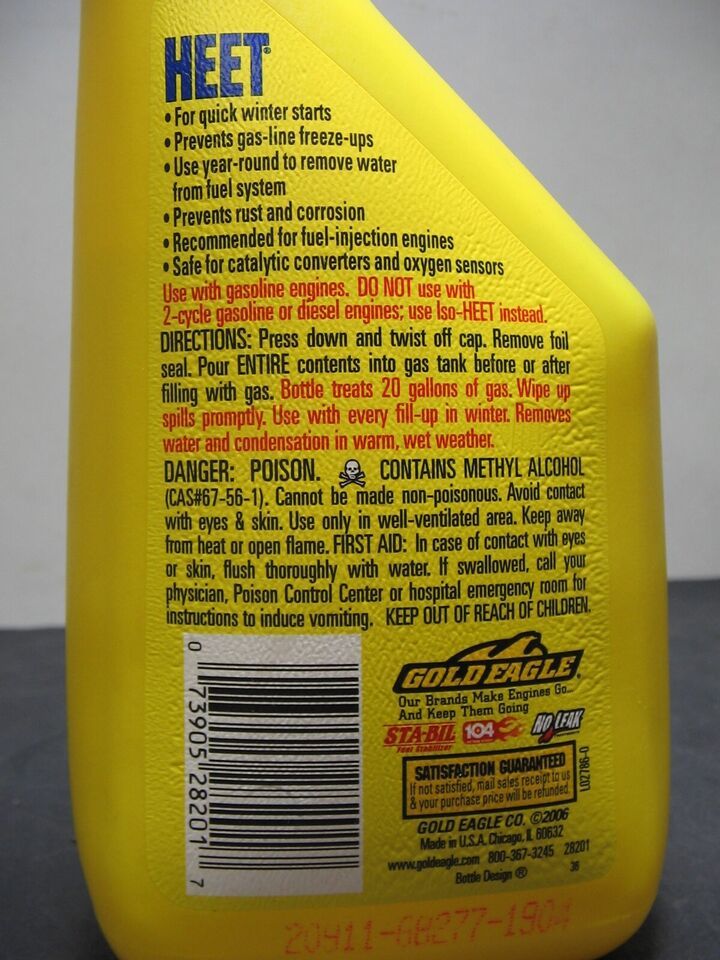 HEET®
• For quick winter starts
• Prevents gas-line freeze-ups
• Use year-round to remove water
from fuel system
• Prevents rust and corrosion
• Recommended for fuel-injection engines
• Safe for catalytic converters and oxygen sensors
Use with gasoline engines. DO NOT use with
2-cycle gasoline or diesel engines; use Iso-HEET instead.
DIRECTIONS: Press down and twist off cap. Remove foil
seal. Pour ENTIRE contents into gas tank before or after
filling with gas. Bottle treats 20 gallons of gas. Wipe up
spills promptly. Use with every fill-up in winter. Removes
water and condensation in warm, wet weather.
DANGER: POISON. CONTAINS METHYL ALCOHOL
(CAS#67-56-1). Cannot be made non-poisonous. Avoid contact
with eyes & skin. Use only in well-ventilated area. Keep away
from heat or open flame. FIRST AID: In case of contact with eyes
or skin, flush thoroughly with water. If swallowed, call your
physician, Poison Control Center or hospital emergency room for
instructions to induce vomiting. KEEP OUT OF REACH OF CHILDREN.
0 73905 28201 7
GOLD EAGLE®
Our Brands Make Engines Go...
And Keep Them Going
STA-BIL 104+ NO LEAK
Fuel Stabilizer
SATISFACTION GUARANTEED
If not satisfied, mail sales receipt to us
& your purchase price will be refunded.
L02786-0
GOLD EAGLE CO. ©2006
Made in U.S.A. Chicago, IL 60632
www.goldeagle.com 800-367-3245 28201
Bottle Design ® 36
20911-68277-1904